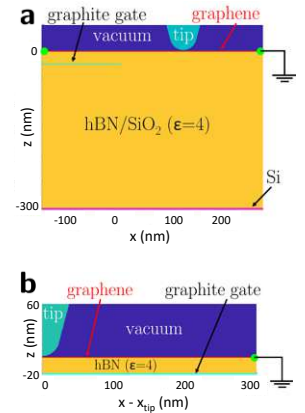 a
graphite gate
graphene
vacuum
tip
0
hBN/SiO₂ (ε=4)
z (nm)
Si
-300
-100 0 100 200
x (nm)
b
graphene
graphite gate
60
tip
vacuum
z (nm)
hBN (ε=4)
-20
0 100 200 300
x - x_tip (nm)